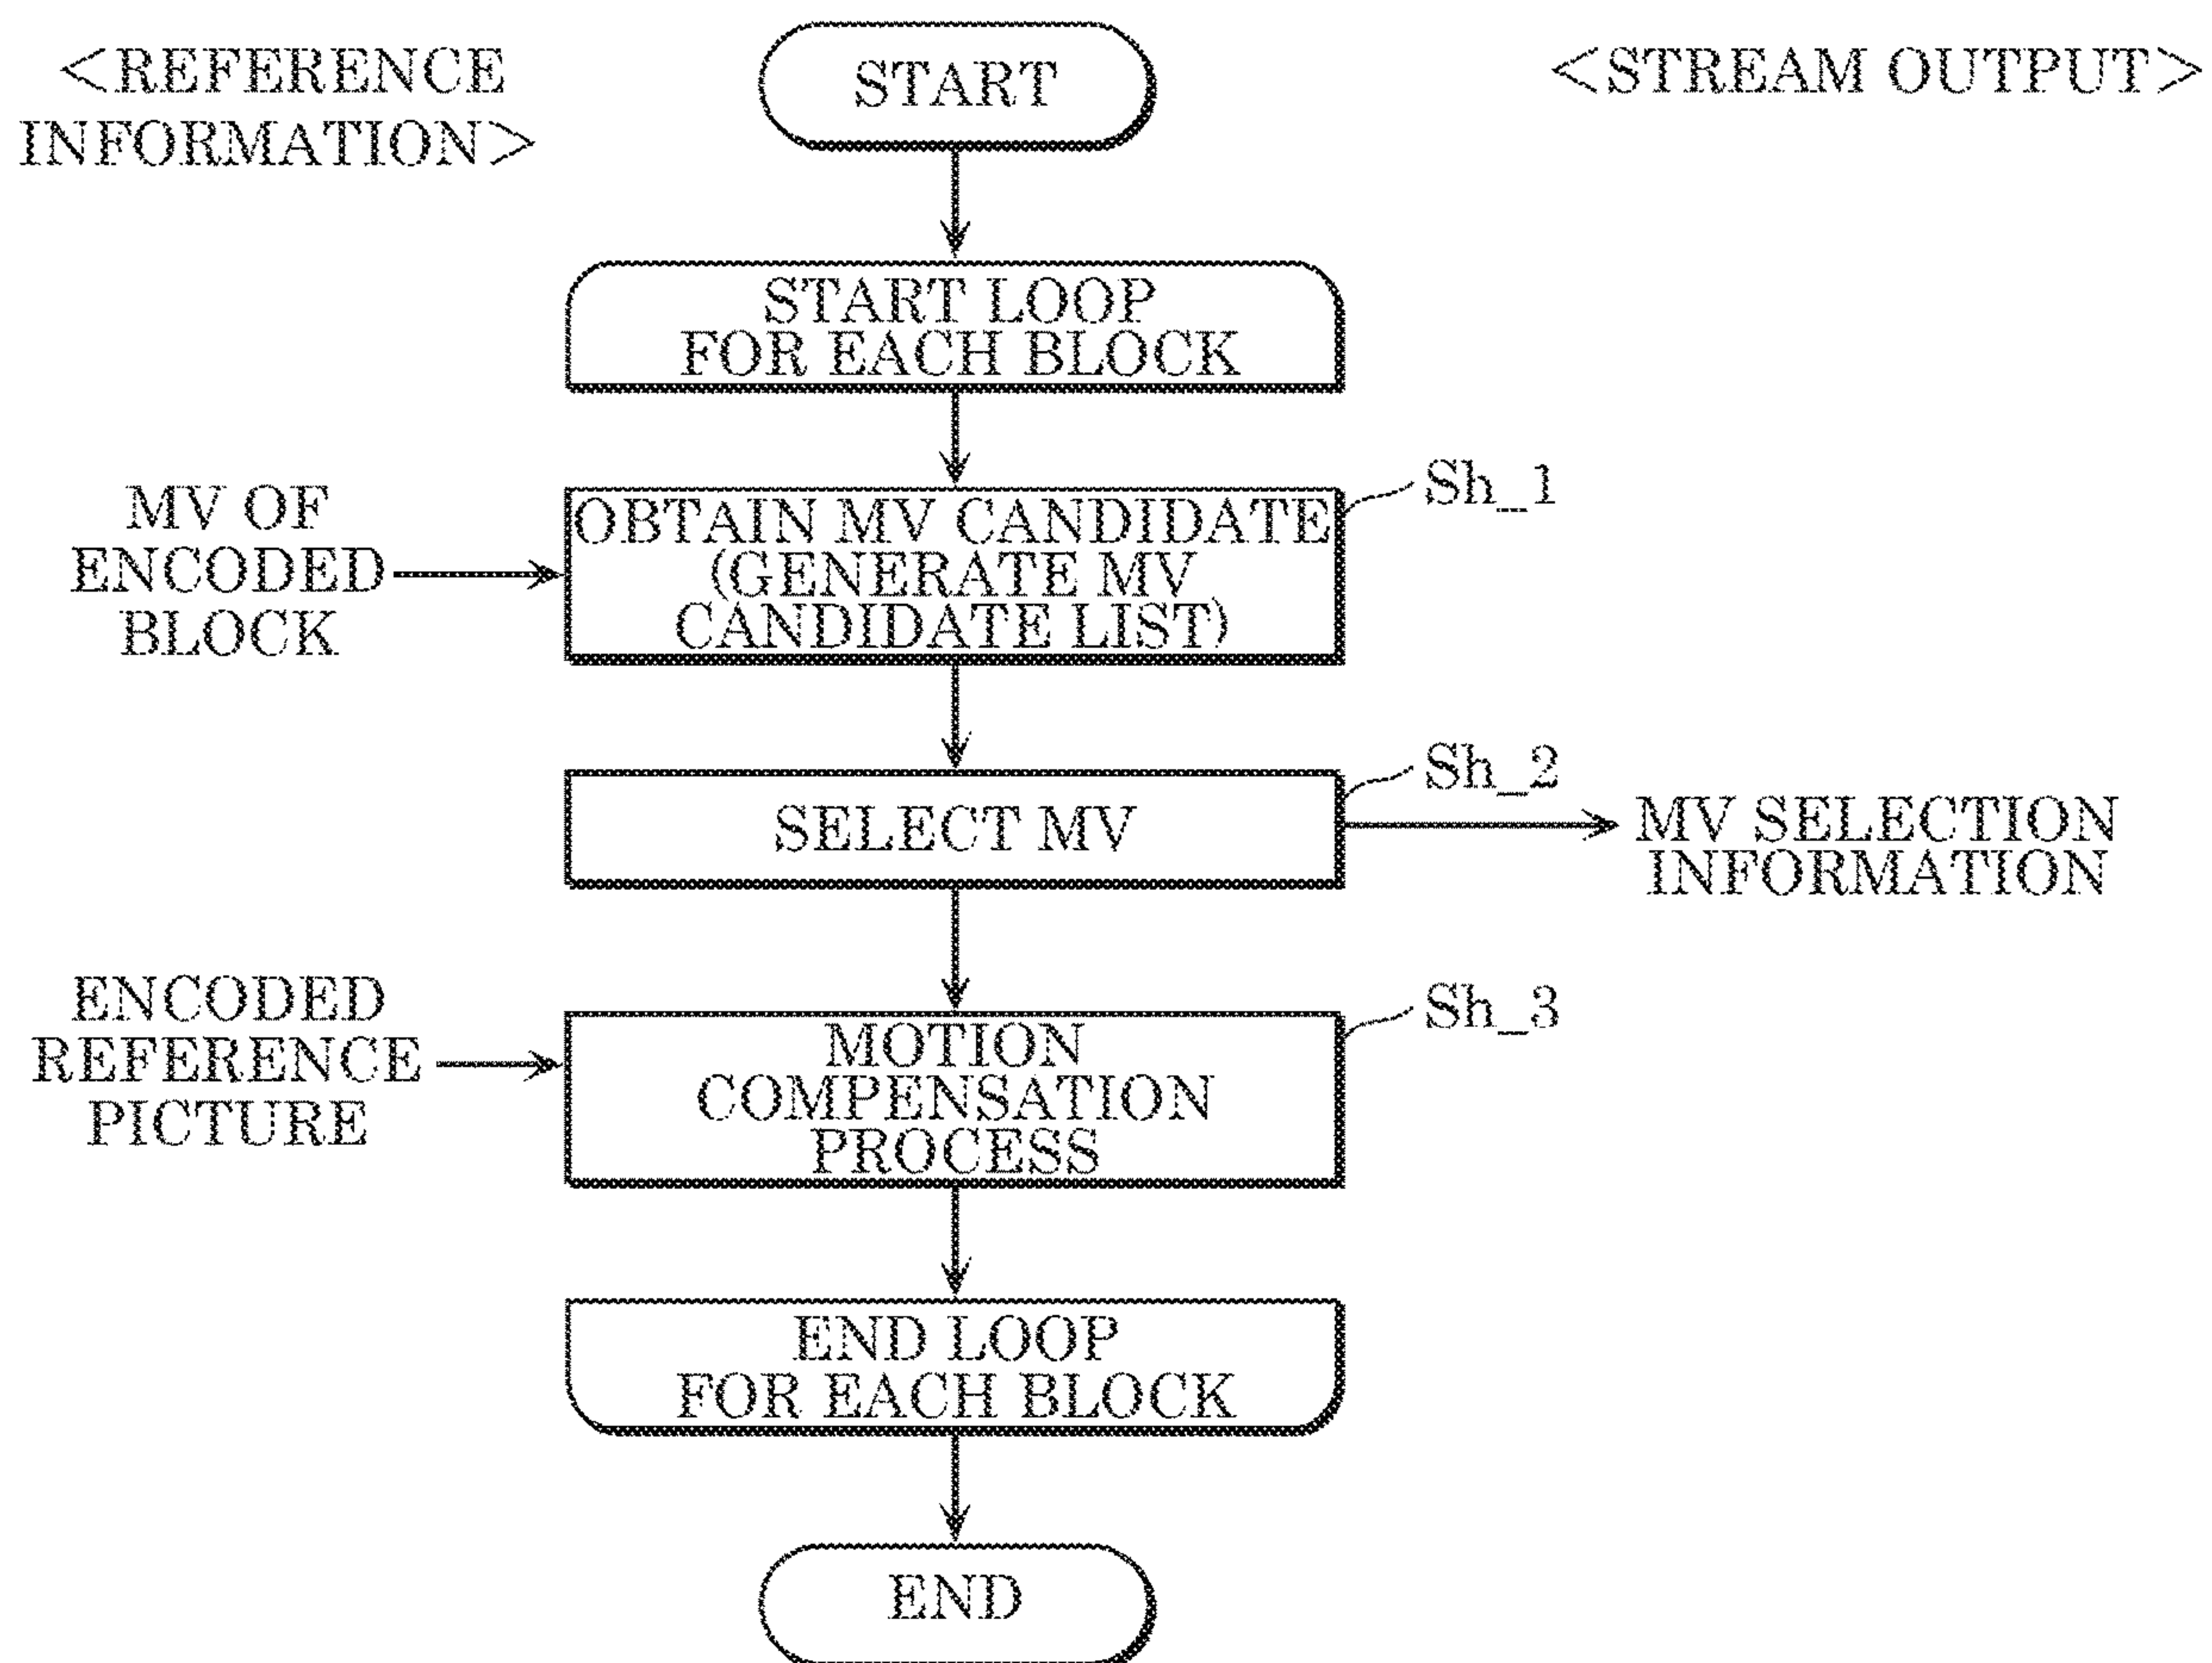 <REFERENCE
INFORMATION>
START
<STREAM OUTPUT>
START LOOP
FOR EACH BLOCK
MV OF
ENCODED
BLOCK
OBTAIN MV CANDIDATE
(GENERATE MV
CANDIDATE LIST)
Sh_1
SELECT MV
Sh_2
MV SELECTION
INFORMATION
ENCODED
REFERENCE
PICTURE
MOTION
COMPENSATION
PROCESS
Sh_3
END LOOP
FOR EACH BLOCK
END